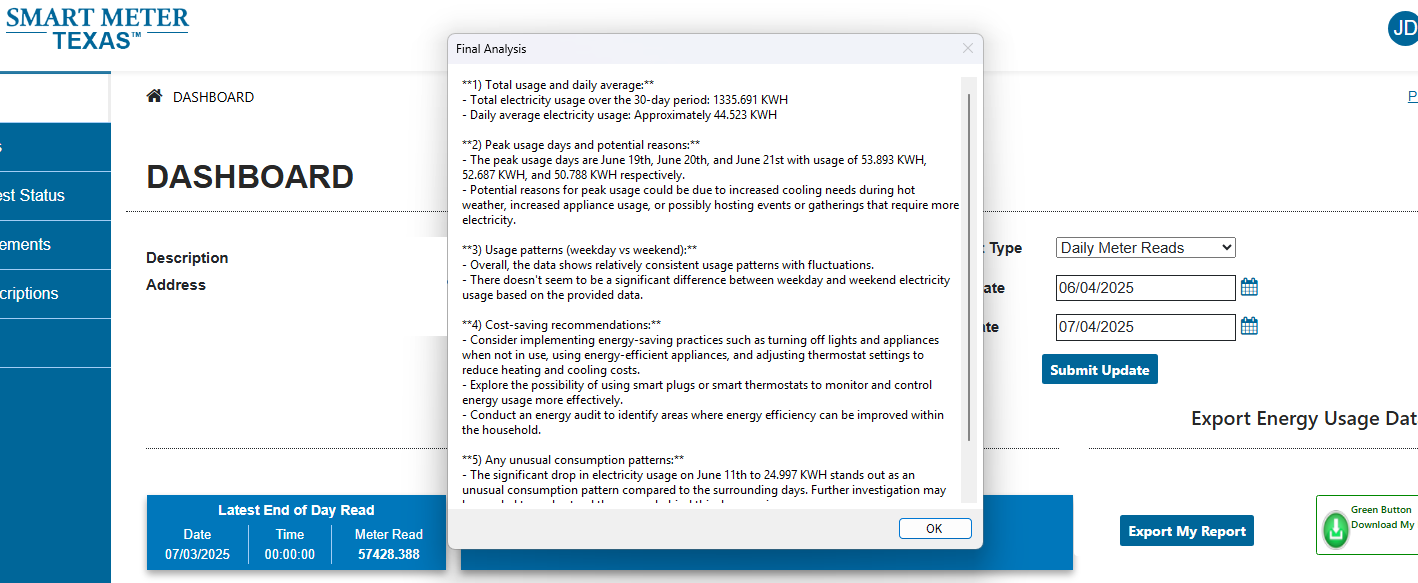 SMART METER
TEXAS™
JD
Final Analysis
DASHBOARD
P
DASHBOARD
s
est Status
ements
criptions
Description
Address
**1) Total usage and daily average:**
- Total electricity usage over the 30-day period: 1335.691 KWH
- Daily average electricity usage: Approximately 44.523 KWH
**2) Peak usage days and potential reasons:**
- The peak usage days are June 19th, June 20th, and June 21st with usage of 53.893 KWH,
52.687 KWH, and 50.788 KWH respectively.
- Potential reasons for peak usage could be due to increased cooling needs during hot
weather, increased appliance usage, or possibly hosting events or gatherings that require more
electricity.
**3) Usage patterns (weekday vs weekend):**
- Overall, the data shows relatively consistent usage patterns with fluctuations.
- There doesn't seem to be a significant difference between weekday and weekend electricity
usage based on the provided data.
**4) Cost-saving recommendations:**
- Consider implementing energy-saving practices such as turning off lights and appliances
when not in use, using energy-efficient appliances, and adjusting thermostat settings to
reduce heating and cooling costs.
- Explore the possibility of using smart plugs or smart thermostats to monitor and control
energy usage more effectively.
- Conduct an energy audit to identify areas where energy efficiency can be improved within
the household.
**5) Any unusual consumption patterns:**
- The significant drop in electricity usage on June 11th to 24.997 KWH stands out as an
unusual consumption pattern compared to the surrounding days. Further investigation may
OK
Type
Daily Meter Reads
ate
06/04/2025
ate
07/04/2025
Submit Update
Export Energy Usage Dat
Latest End of Day Read
Date Time Meter Read
07/03/2025 00:00:00 57428.388
Export My Report
Green Button
Download My